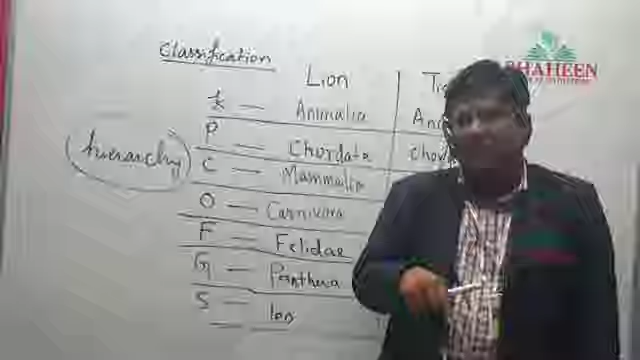 Classification
Lion
K — Animalia
P — Chordata
hierarchy
C — Mammalia
O — Carnivora
F — Felidae
G — Panthera
S — leo
SHAHEEN